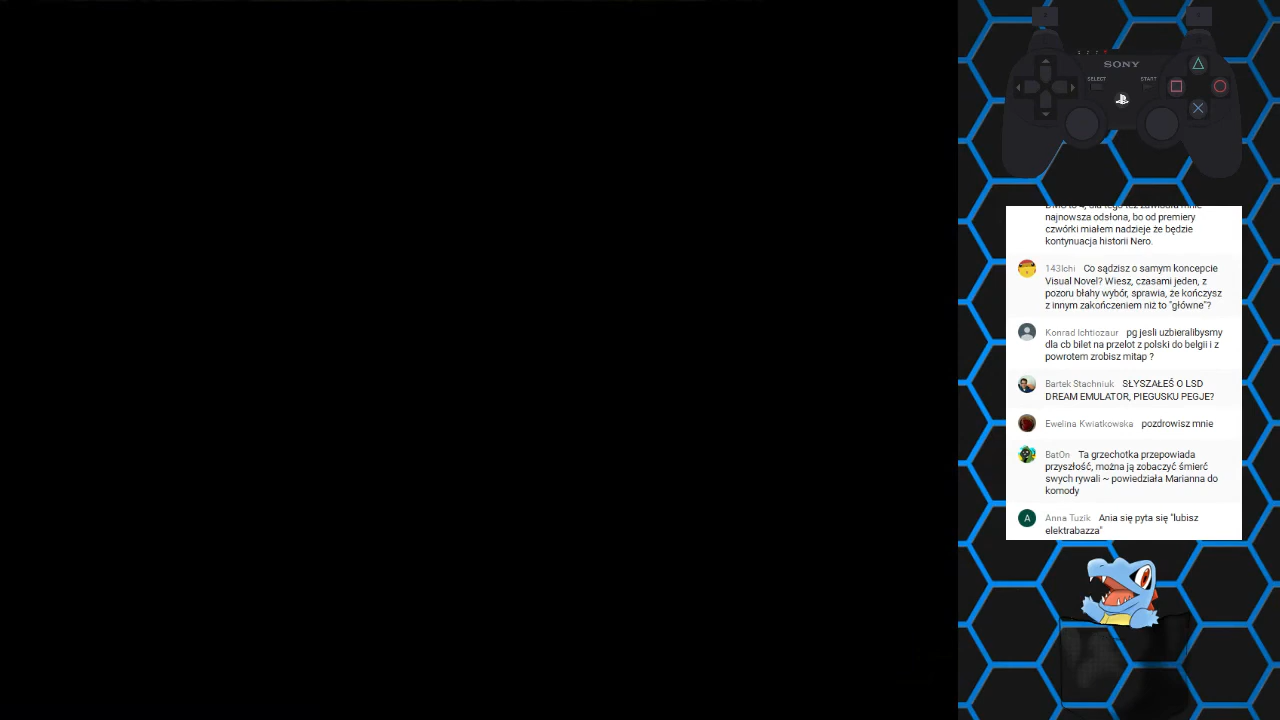 SONY
SELECT
START
najnowsza odsłona, bo od premiery
czwórki miałem nadzieje że będzie
kontynuacja historii Nero.
143Ichi Co sądzisz o samym koncepcie
Visual Novel? Wiesz, czasami jeden, z
pozoru błahy wybór, sprawia, że kończysz
z innym zakończeniem niż to "główne"?
Konrad Ichtiozaur pg jesli uzbieralibysmy
dla cb bilet na przelot z polski do belgii i z
powrotem zrobisz mitap ?
Bartek Stachniuk SŁYSZAŁEŚ O LSD
DREAM EMULATOR, PIEGUSKU PEGJE?
Ewelina Kwiatkowska pozdrowisz mnie
BatOn Ta grzechotka przepowiada
przyszłość, można ją zobaczyć śmierć
swych rywali ~ powiedziała Marianna do
komody
A
Anna Tuzik Ania się pyta się "lubisz
elektrabazza"